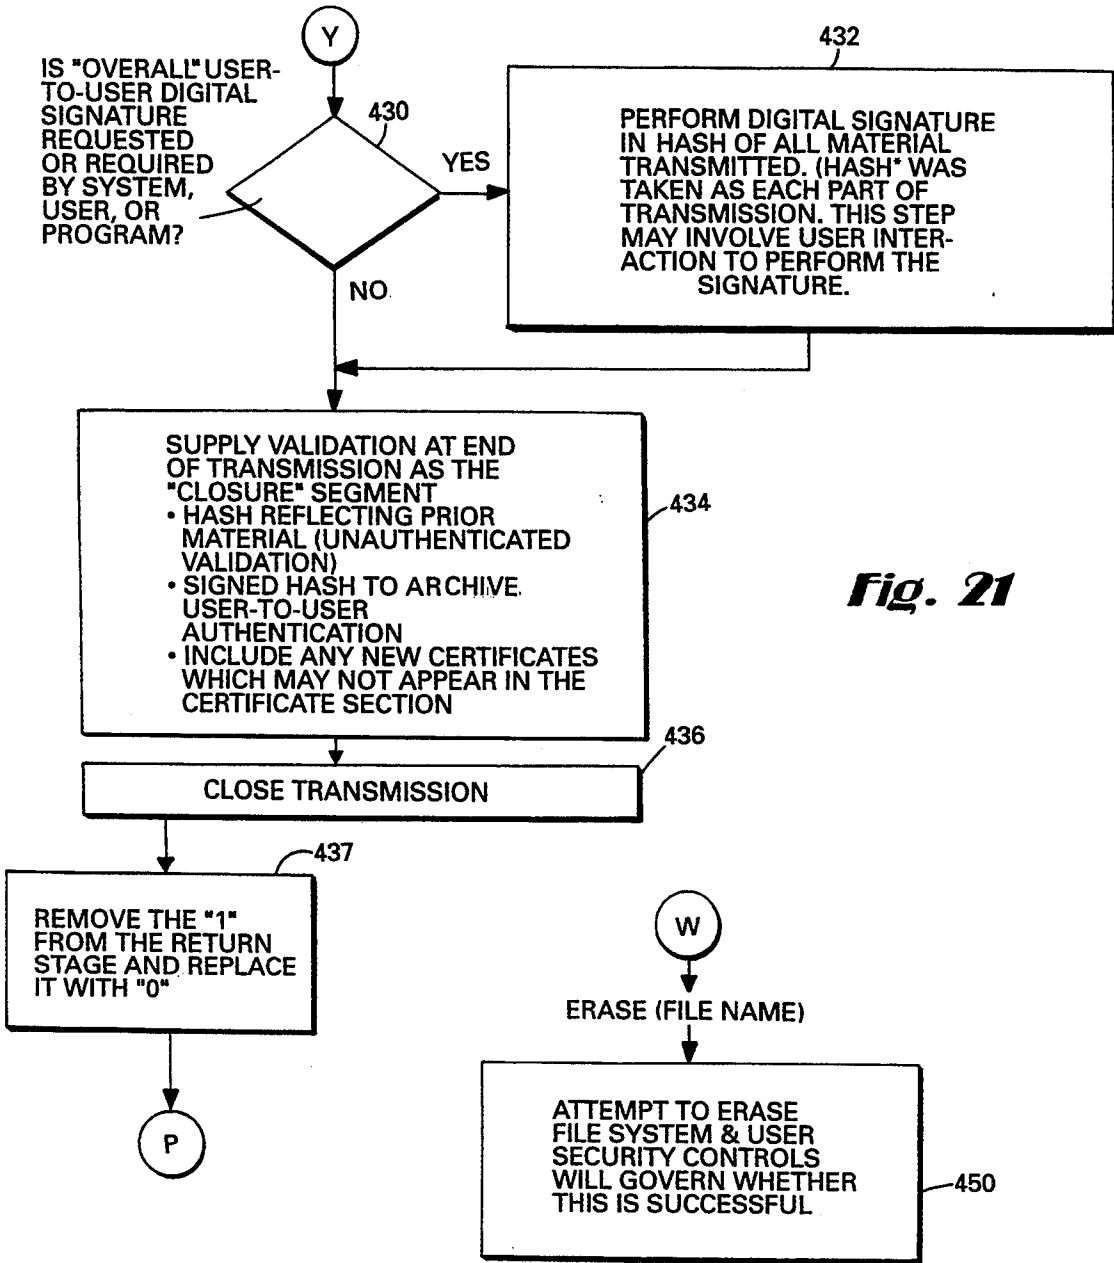 Y
IS "OVERALL" USER-
TO-USER DIGITAL
SIGNATURE
REQUESTED
OR REQUIRED
BY SYSTEM,
USER, OR
PROGRAM?
430
YES
NO
432
PERFORM DIGITAL SIGNATURE
IN HASH OF ALL MATERIAL
TRANSMITTED. (HASH" WAS
TAKEN AS EACH PART OF
TRANSMISSION. THIS STEP
MAY INVOLVE USER INTER-
ACTION TO PERFORM THE
SIGNATURE.
SUPPLY VALIDATION AT END
OF TRANSMISSION AS THE
"CLOSURE" SEGMENT
• HASH REFLECTING PRIOR
MATERIAL (UNAUTHENTICATED
VALIDATION)
• SIGNED HASH TO ARCHIVE
USER-TO-USER
AUTHENTICATION
• INCLUDE ANY NEW CERTIFICATES
WHICH MAY NOT APPEAR IN THE
CERTIFICATE SECTION
434
Fig. 21
436
CLOSE TRANSMISSION
437
REMOVE THE "1"
FROM THE RETURN
STAGE AND REPLACE
IT WITH "0"
P
W
ERASE (FILE NAME)
ATTEMPT TO ERASE
FILE SYSTEM & USER
SECURITY CONTROLS
WILL GOVERN WHETHER
THIS IS SUCCESSFUL
450